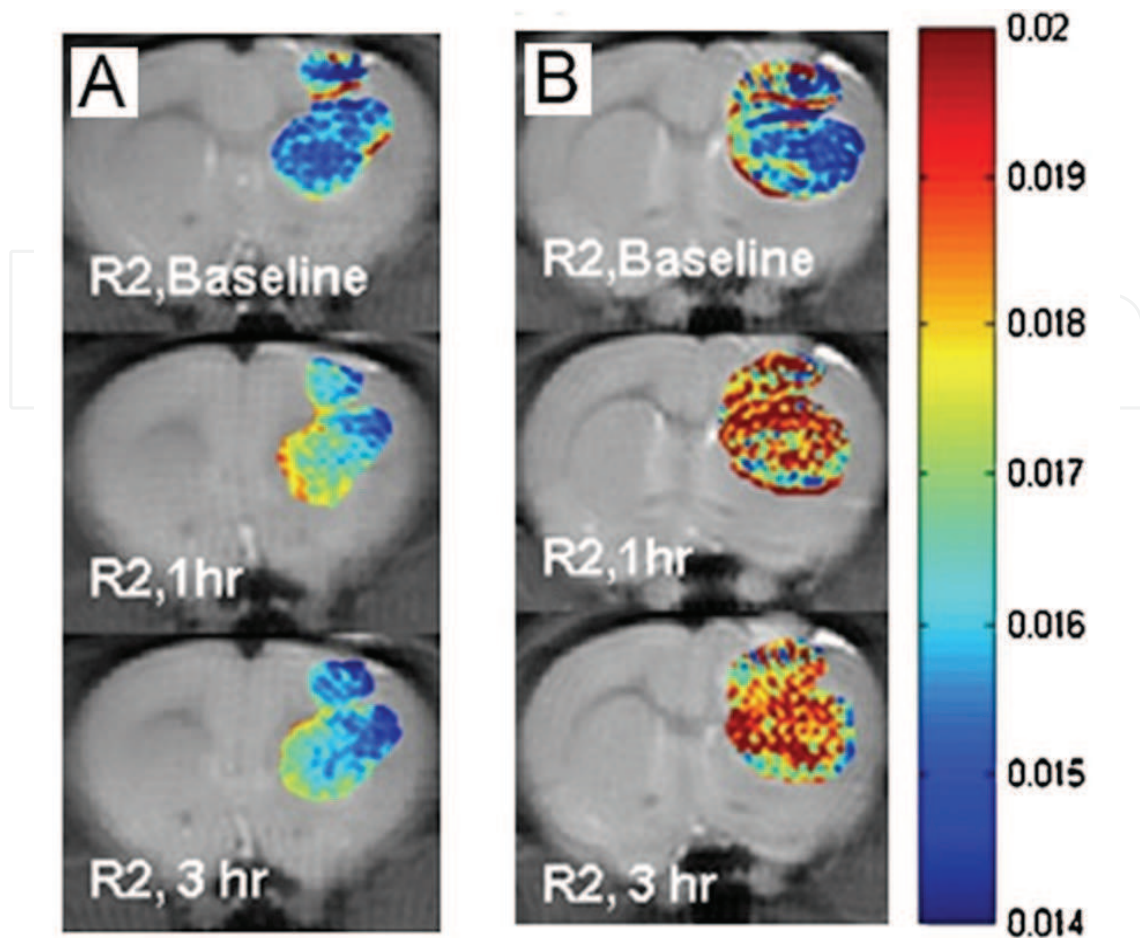 A
R2,Baseline
R2,1hr
R2, 3 hr
B
R2,Baseline
R2,1hr
R2, 3 hr
0.02
0.019
0.018
0.017
0.016
0.015
0.014